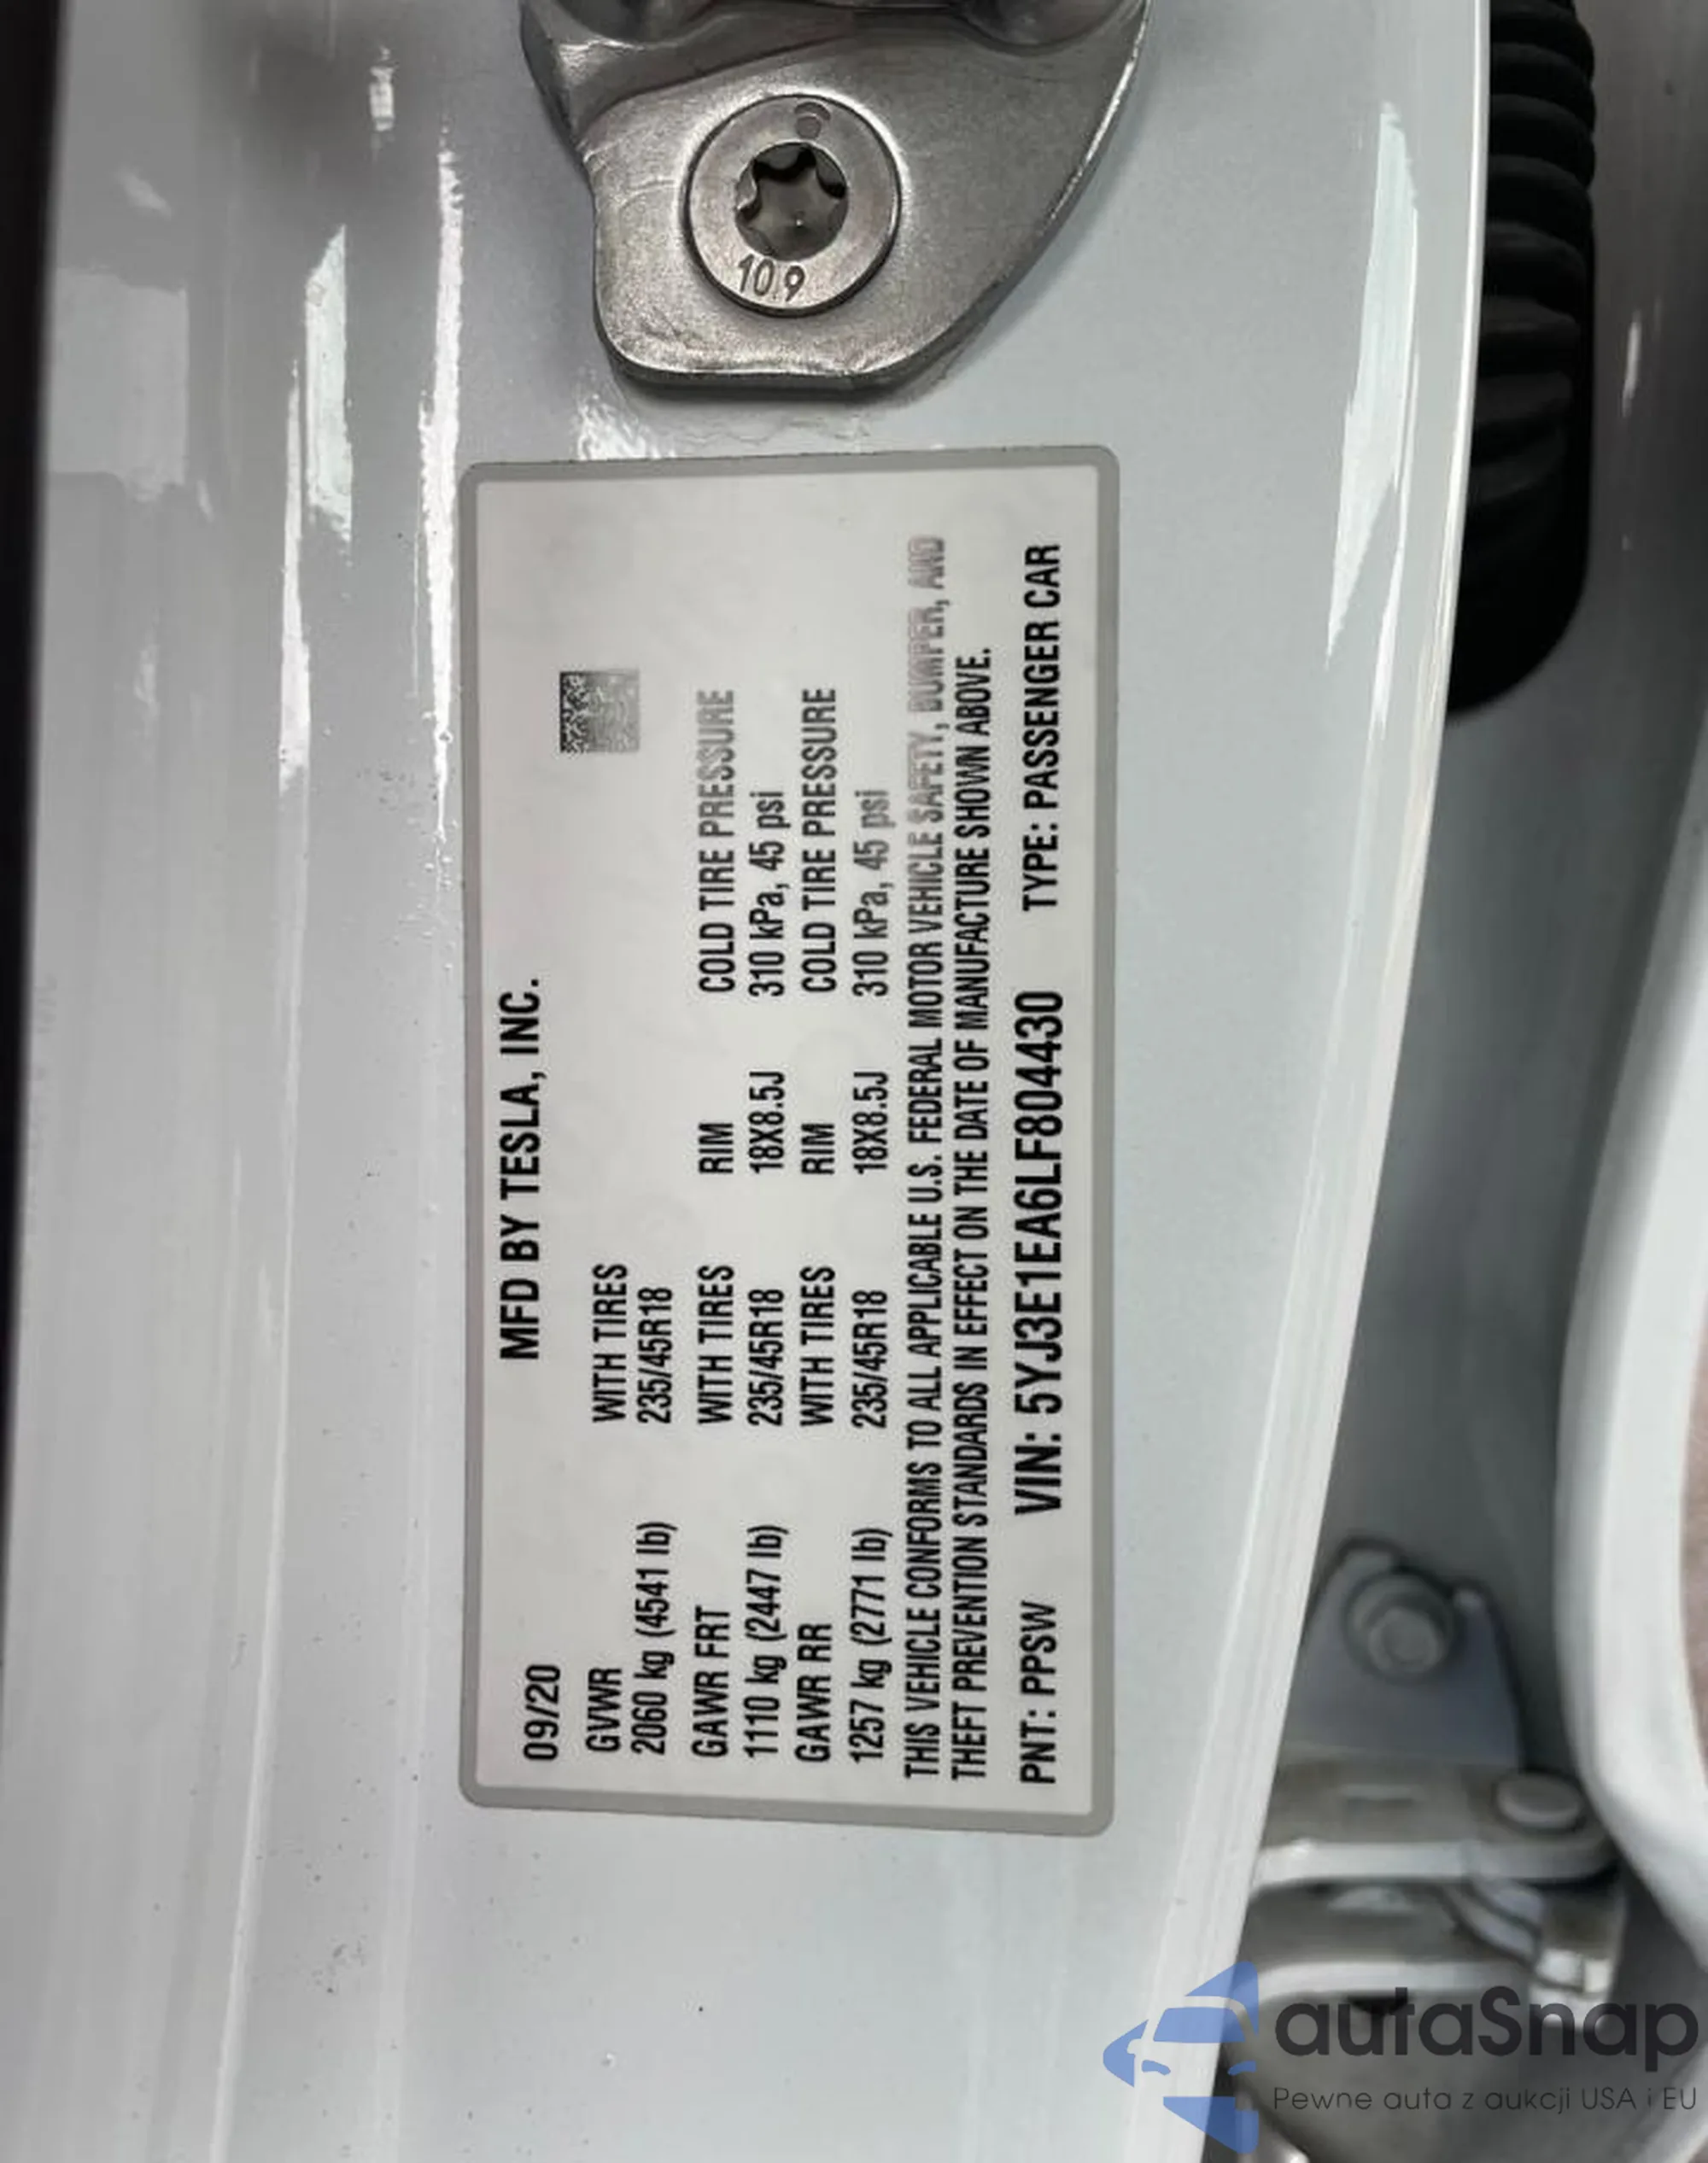 10.9
MFD BY TESLA, INC.
09/20
GVWR WITH TIRES
2060 kg (4541 lb) 235/45R18
GAWR FRT WITH TIRES RIM COLD TIRE PRESSURE
1110 kg (2447 lb) 235/45R18 18X8.5J 310 kPa, 45 psi
GAWR RR WITH TIRES RIM COLD TIRE PRESSURE
1257 kg (2771 lb) 235/45R18 18X8.5J 310 kPa, 45 psi
THIS VEHICLE CONFORMS TO ALL APPLICABLE U.S. FEDERAL MOTOR VEHICLE SAFETY, BUMPER, AND
THEFT PREVENTION STANDARDS IN EFFECT ON THE DATE OF MANUFACTURE SHOWN ABOVE.
PNT: PPSW VIN: 5YJ3E1EA6LF804430 TYPE: PASSENGER CAR
autaSnap
Pewne auta z aukcji USA i EU